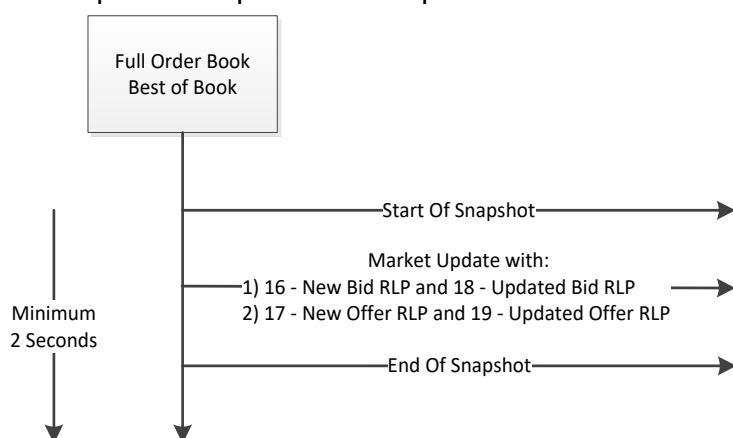 Full Order Book
Best of Book
Start Of Snapshot
Market Update with:
1) 16 - New Bid RLP and 18 - Updated Bid RLP
2) 17 - New Offer RLP and 19 - Updated Offer RLP
Minimum
2 Seconds
End Of Snapshot